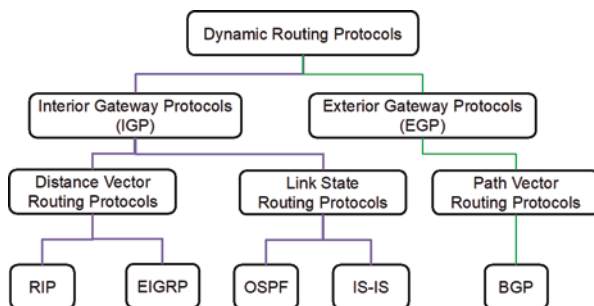 Dynamic Routing Protocols
Interior Gateway Protocols
(IGP)
Exterior Gateway Protocols
(EGP)
Distance Vector
Routing Protocols
Link State
Routing Protocols
Path Vector
Routing Protocols
RIP
EIGRP
OSPF
IS-IS
BGP